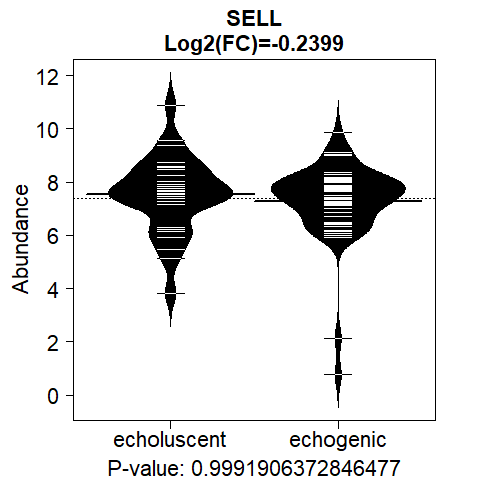 SELL
Log2(FC)=-0.2399
12
10
8
6
4
2
0
Abundance
echoluscent echogenic
P-value: 0.9991906372846477